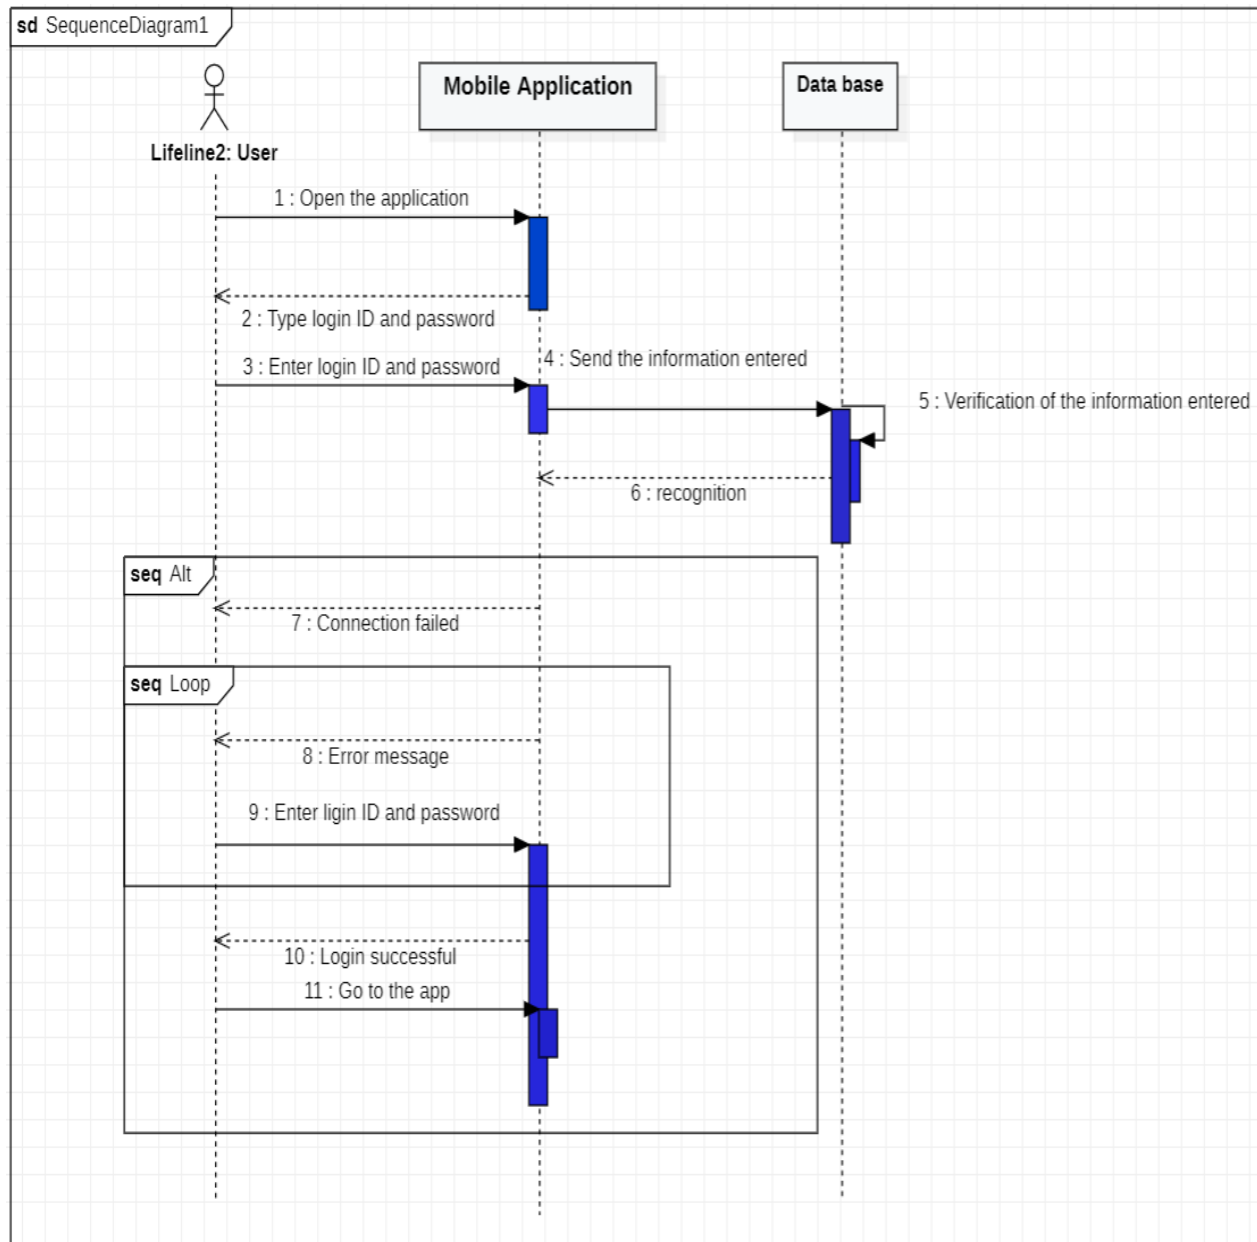 sd SequenceDiagram1
Mobile Application
Data base
Lifeline2: User
1 : Open the application
2 : Type login ID and password
3 : Enter login ID and password
4 : Send the information entered
5 : Verification of the information entered
6 : recognition
seq Alt
7 : Connection failed
seq Loop
8 : Error message
9 : Enter ligin ID and password
10 : Login successful
11 : Go to the app